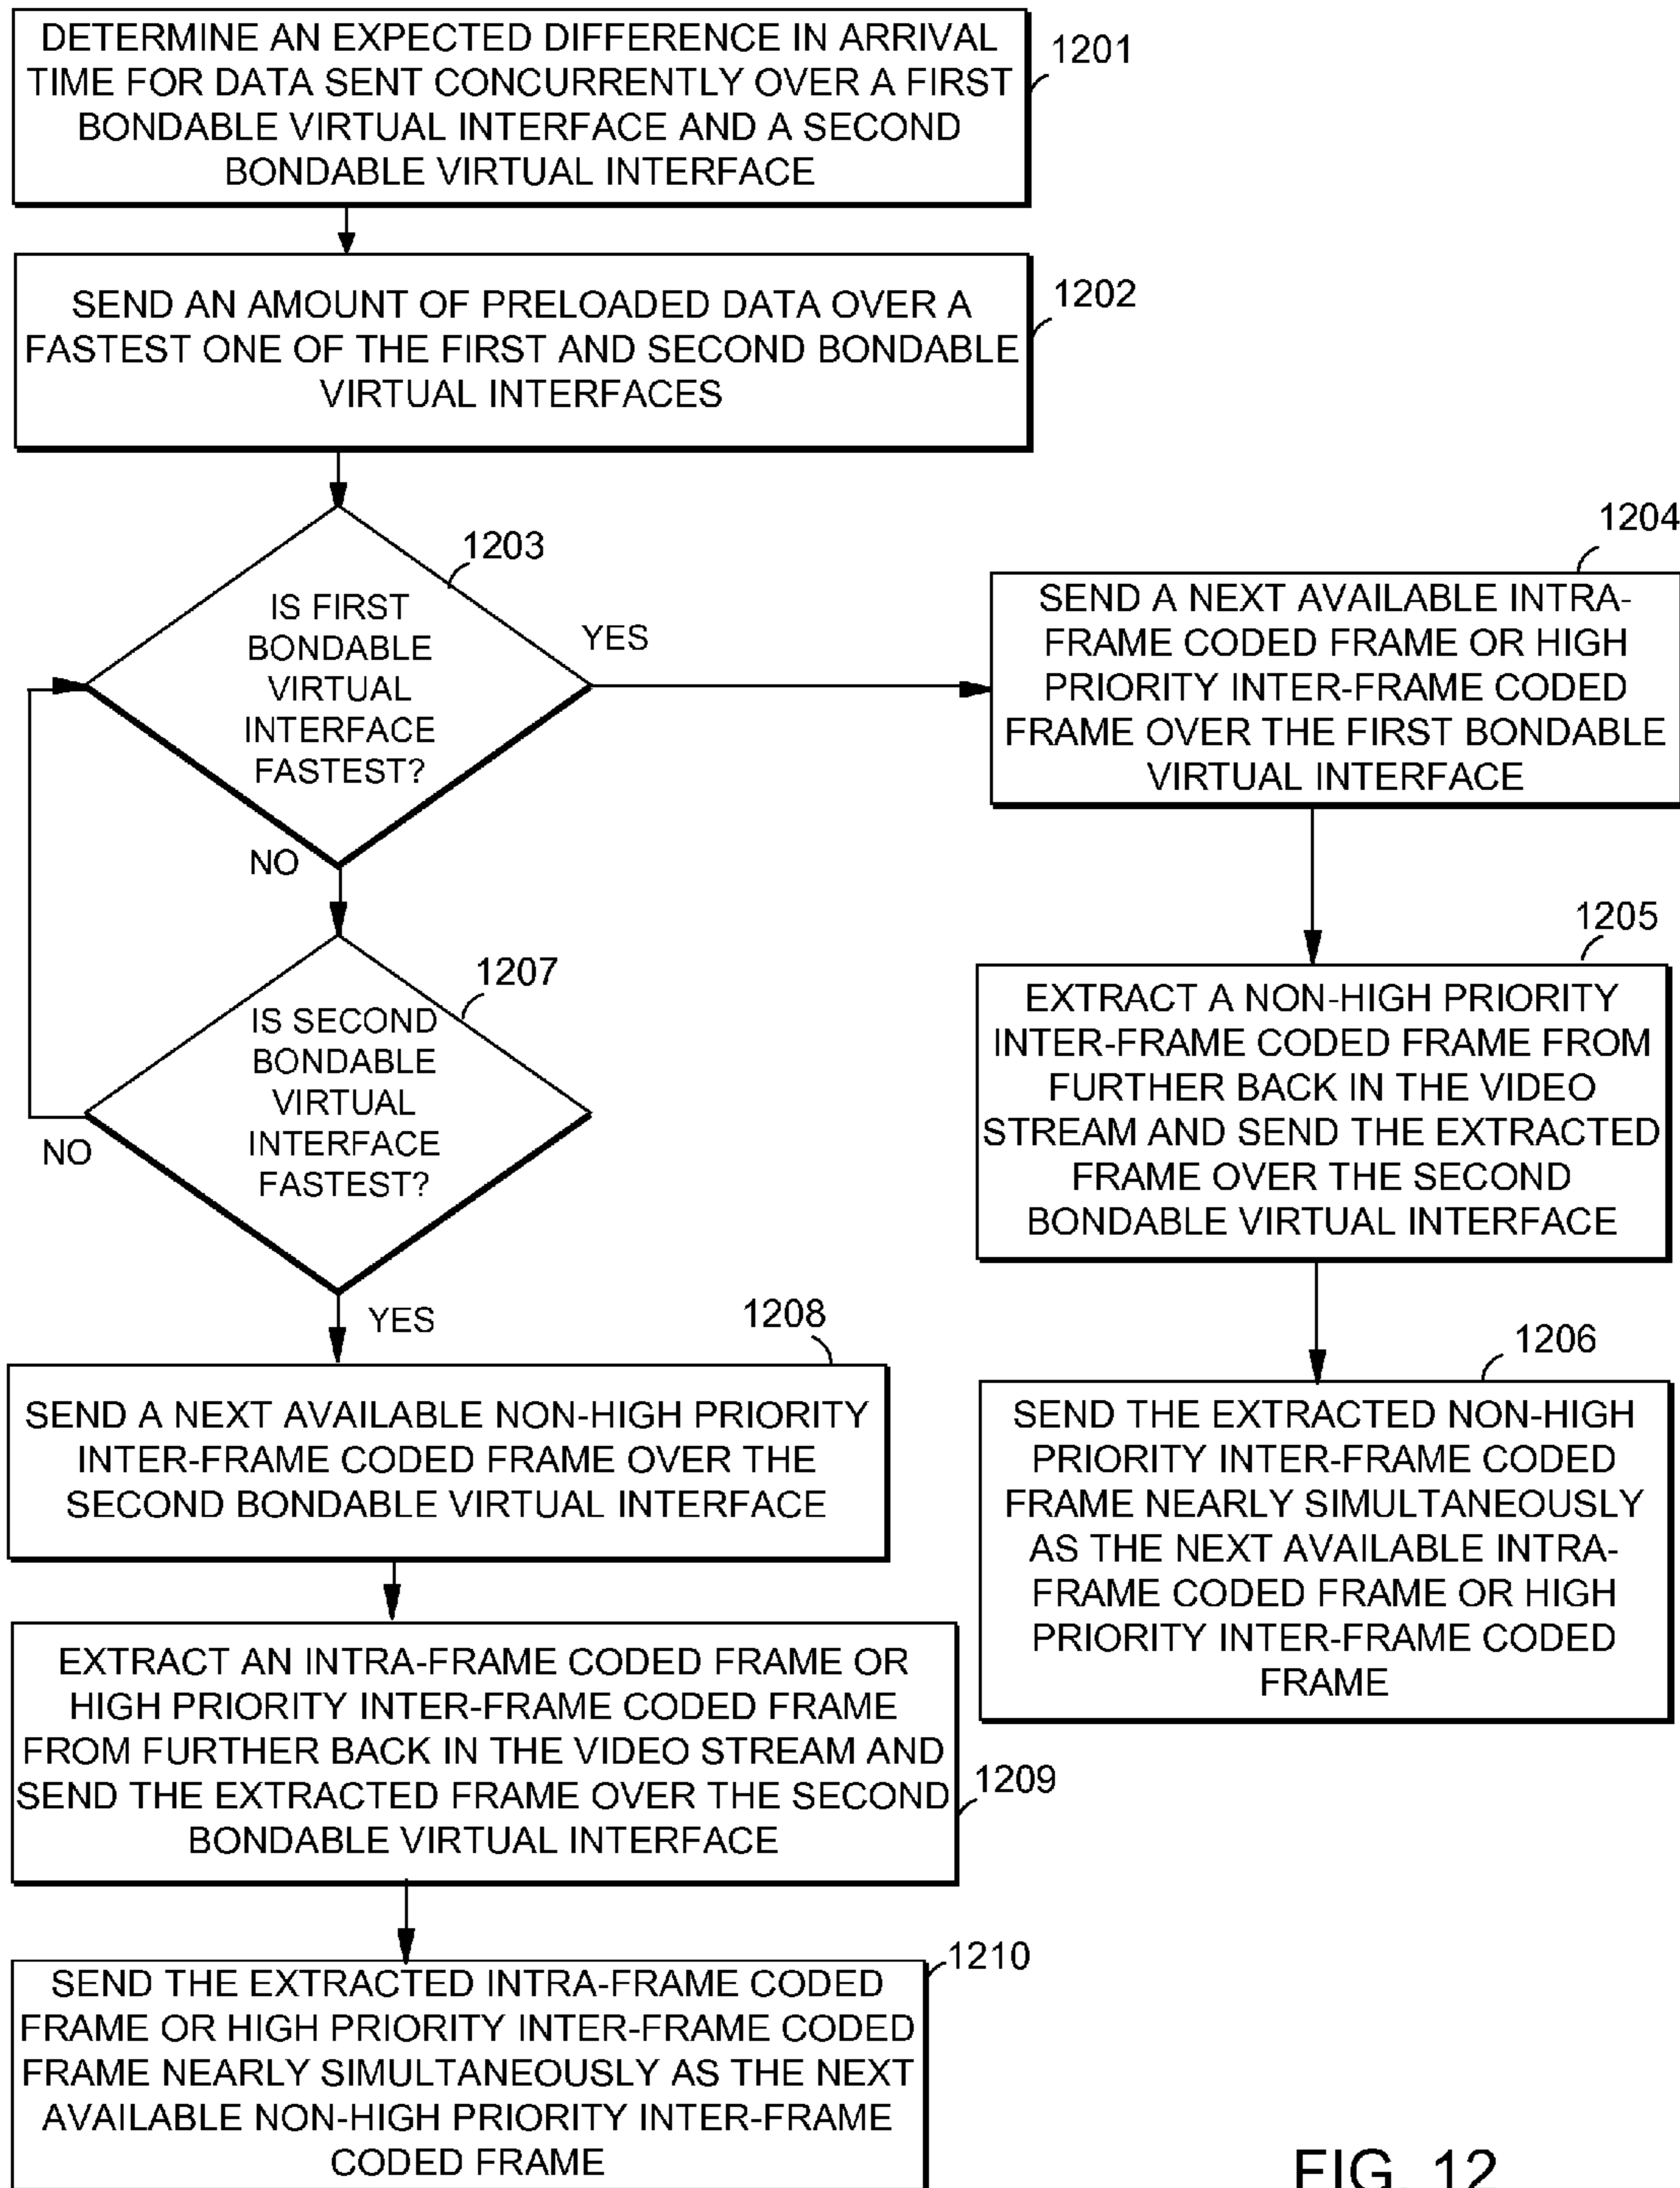 DETERMINE AN EXPECTED DIFFERENCE IN ARRIVAL
TIME FOR DATA SENT CONCURRENTLY OVER A FIRST
BONDABLE VIRTUAL INTERFACE AND A SECOND
BONDABLE VIRTUAL INTERFACE
1201
SEND AN AMOUNT OF PRELOADED DATA OVER A
FASTEST ONE OF THE FIRST AND SECOND BONDABLE
VIRTUAL INTERFACES
1202
1203
IS FIRST
BONDABLE
VIRTUAL
INTERFACE
FASTEST?
YES
NO
1204
SEND A NEXT AVAILABLE INTRA-
FRAME CODED FRAME OR HIGH
PRIORITY INTER-FRAME CODED
FRAME OVER THE FIRST BONDABLE
VIRTUAL INTERFACE
1205
EXTRACT A NON-HIGH PRIORITY
INTER-FRAME CODED FRAME FROM
FURTHER BACK IN THE VIDEO
STREAM AND SEND THE EXTRACTED
FRAME OVER THE SECOND
BONDABLE VIRTUAL INTERFACE
1206
SEND THE EXTRACTED NON-HIGH
PRIORITY INTER-FRAME CODED
FRAME NEARLY SIMULTANEOUSLY
AS THE NEXT AVAILABLE INTRA-
FRAME CODED FRAME OR HIGH
PRIORITY INTER-FRAME CODED
FRAME
1207
IS SECOND
BONDABLE
VIRTUAL
INTERFACE
FASTEST?
NO
YES
1208
SEND A NEXT AVAILABLE NON-HIGH PRIORITY
INTER-FRAME CODED FRAME OVER THE
SECOND BONDABLE VIRTUAL INTERFACE
EXTRACT AN INTRA-FRAME CODED FRAME OR
HIGH PRIORITY INTER-FRAME CODED FRAME
FROM FURTHER BACK IN THE VIDEO STREAM AND
SEND THE EXTRACTED FRAME OVER THE SECOND
BONDABLE VIRTUAL INTERFACE
1209
1210
SEND THE EXTRACTED INTRA-FRAME CODED
FRAME OR HIGH PRIORITY INTER-FRAME CODED
FRAME NEARLY SIMULTANEOUSLY AS THE NEXT
AVAILABLE NON-HIGH PRIORITY INTER-FRAME
CODED FRAME
FIG. 12